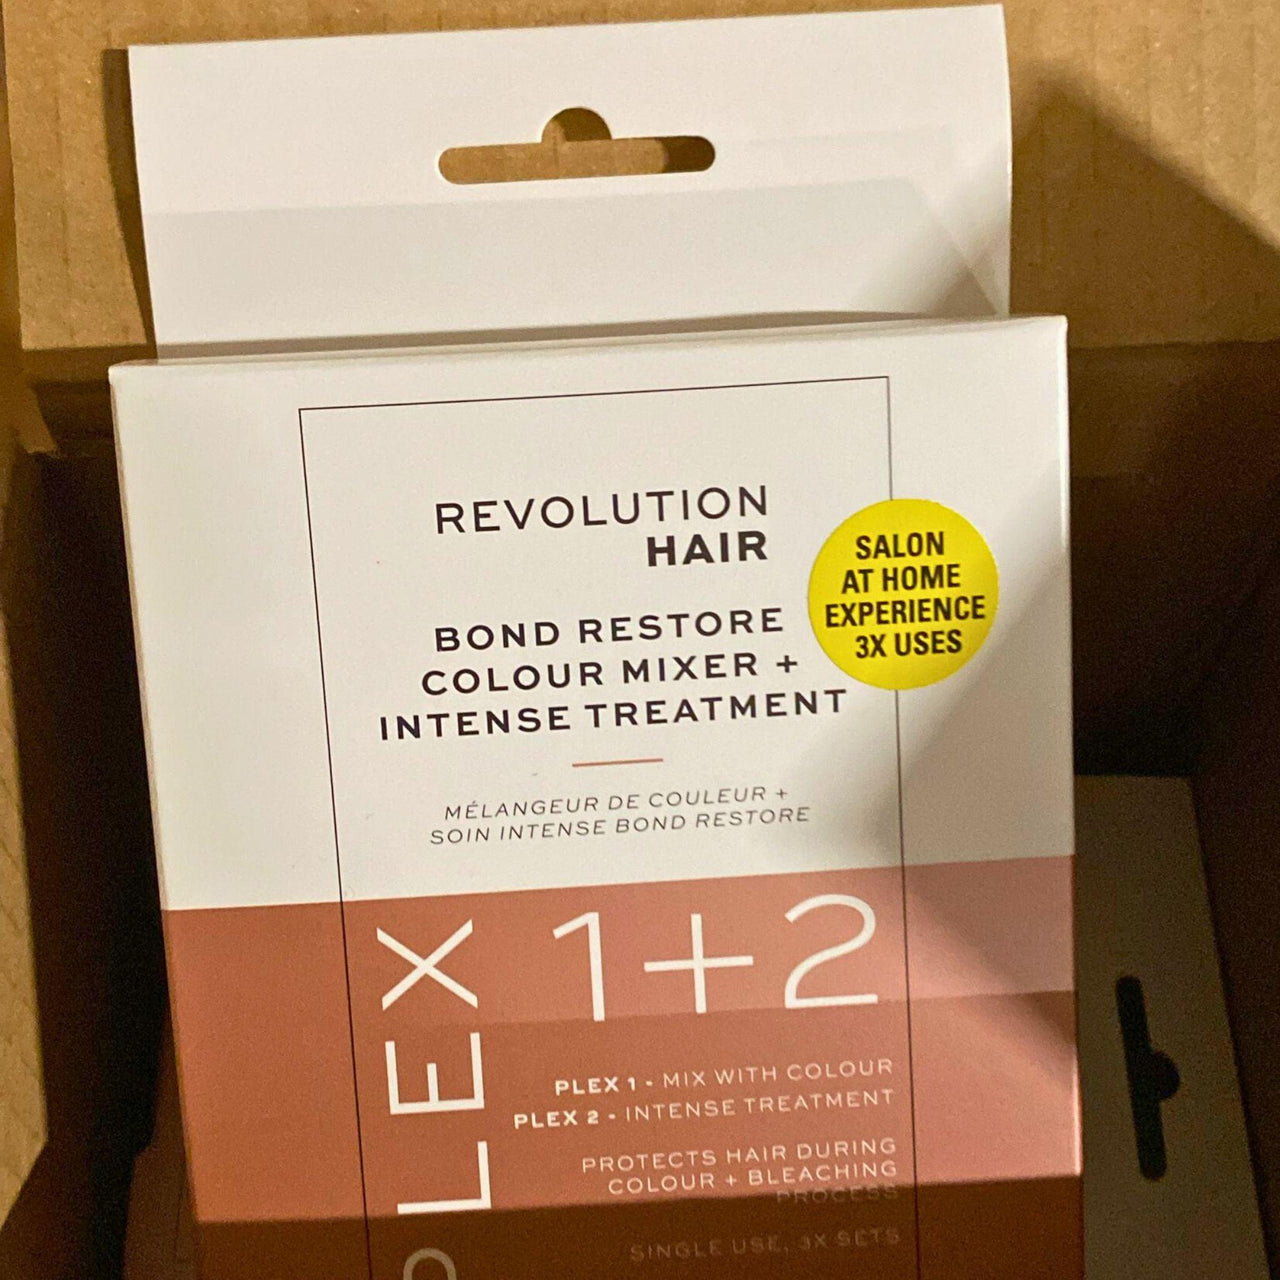 REVOLUTION
HAIR
BOND RESTORE
COLOUR MIXER +
INTENSE TREATMENT
SALON
AT HOME
EXPERIENCE
3X USES
MÉLANGEUR DE COULEUR +
SOIN INTENSE BOND RESTORE
PLEX 1+2
PLEX 1 - MIX WITH COLOUR
PLEX 2 - INTENSE TREATMENT
PROTECTS HAIR DURING
COLOUR + BLEACHING
PROCESS
SINGLE USE, 3X SETS